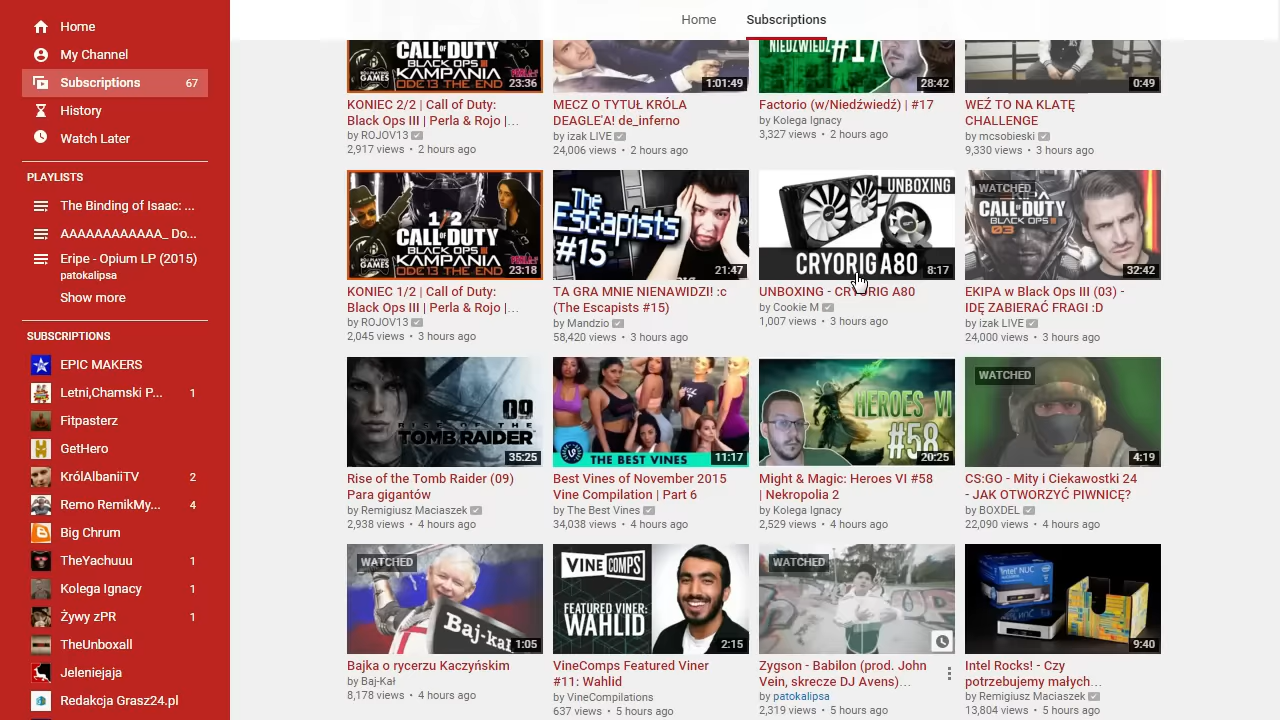 Home
My Channel
Subscriptions 67
History
Watch Later
PLAYLISTS
The Binding of Isaac: ...
AAAAAAAAAAAA_ Do...
Eripe - Opium LP (2015)
patokalipsa
Show more
SUBSCRIPTIONS
EPIC MAKERS
Letni,Chamski P... 1
Fitpasterz
GetHero
KrólAlbaniiTV 2
Remo RemikMy... 4
Big Chrum
TheYachuuu 1
Kolega Ignacy 1
Żywy zPR 1
TheUnboxall
Jeleniejaja
Redakcja Grasz24.pl
Home Subscriptions
CALL OF DUTY
BLACK OPS III
KAMPANIA
ODC 13 THE END
23:36
KONIEC 2/2 | Call of Duty:
Black Ops III | Perla & Rojo |...
by ROJOV13
2,917 views • 2 hours ago
1:01:49
MECZ O TYTUŁ KRÓLA
DEAGLE'A! de_inferno
by izak LIVE
24,006 views • 2 hours ago
NIEDŹWIEDŹ #17
28:42
Factorio (w/Niedźwiedź) | #17
by Kolega Ignacy
3,327 views • 2 hours ago
0:49
WEŹ TO NA KLATĘ
CHALLENGE
by mcsobieski
9,330 views • 3 hours ago
1/2
CALL OF DUTY
BLACK OPS III
KAMPANIA
ODC 13 THE END
23:18
KONIEC 1/2 | Call of Duty:
Black Ops III | Perla & Rojo |...
by ROJOV13
2,045 views • 3 hours ago
The
Escapists
#15
21:47
TA GRA MNIE NIENAWIDZI! :c
(The Escapists #15)
by Mandzio
58,420 views • 3 hours ago
UNBOXING
CRYORIG A80
8:17
UNBOXING - CRYORIG A80
by Cookie M
1,007 views • 3 hours ago
WATCHED
EKIPA
CALL OF DUTY
BLACK OPS III
03
32:42
EKIPA w Black Ops III (03) -
IDĘ ZABIERAĆ FRAGI :D
by izak LIVE
24,000 views • 3 hours ago
09
RISE OF THE
TOMB RAIDER
35:25
Rise of the Tomb Raider (09)
Para gigantów
by Remigiusz Maciaszek
2,938 views • 4 hours ago
THE BEST VINES
11:17
Best Vines of November 2015
Vine Compilation | Part 6
by The Best Vines
34,038 views • 4 hours ago
HEROES VI
#58
20:25
Might & Magic: Heroes VI #58
| Nekropolia 2
by Kolega Ignacy
2,529 views • 4 hours ago
WATCHED
4:19
CS:GO - Mity i Ciekawostki 24
- JAK OTWORZYĆ PIWNICĘ?
by BOXDEL
22,090 views • 4 hours ago
WATCHED
Baj-kał
1:05
Bajka o rycerzu Kaczyńskim
by Baj-Kał
8,178 views • 4 hours ago
VINE COMPS
FEATURED VINER:
WAHLID
2:15
VineComps Featured Viner
#11: Wahlid
by VineCompilations
637 views • 5 hours ago
WATCHED
Zygson - Babilon (prod. John
Vein, skrecze DJ Avens)...
by patokalipsa
2,319 views • 5 hours ago
Intel NUC
9:40
Intel Rocks! - Czy
potrzebujemy małych...
by Remigiusz Maciaszek
13,804 views • 5 hours ago